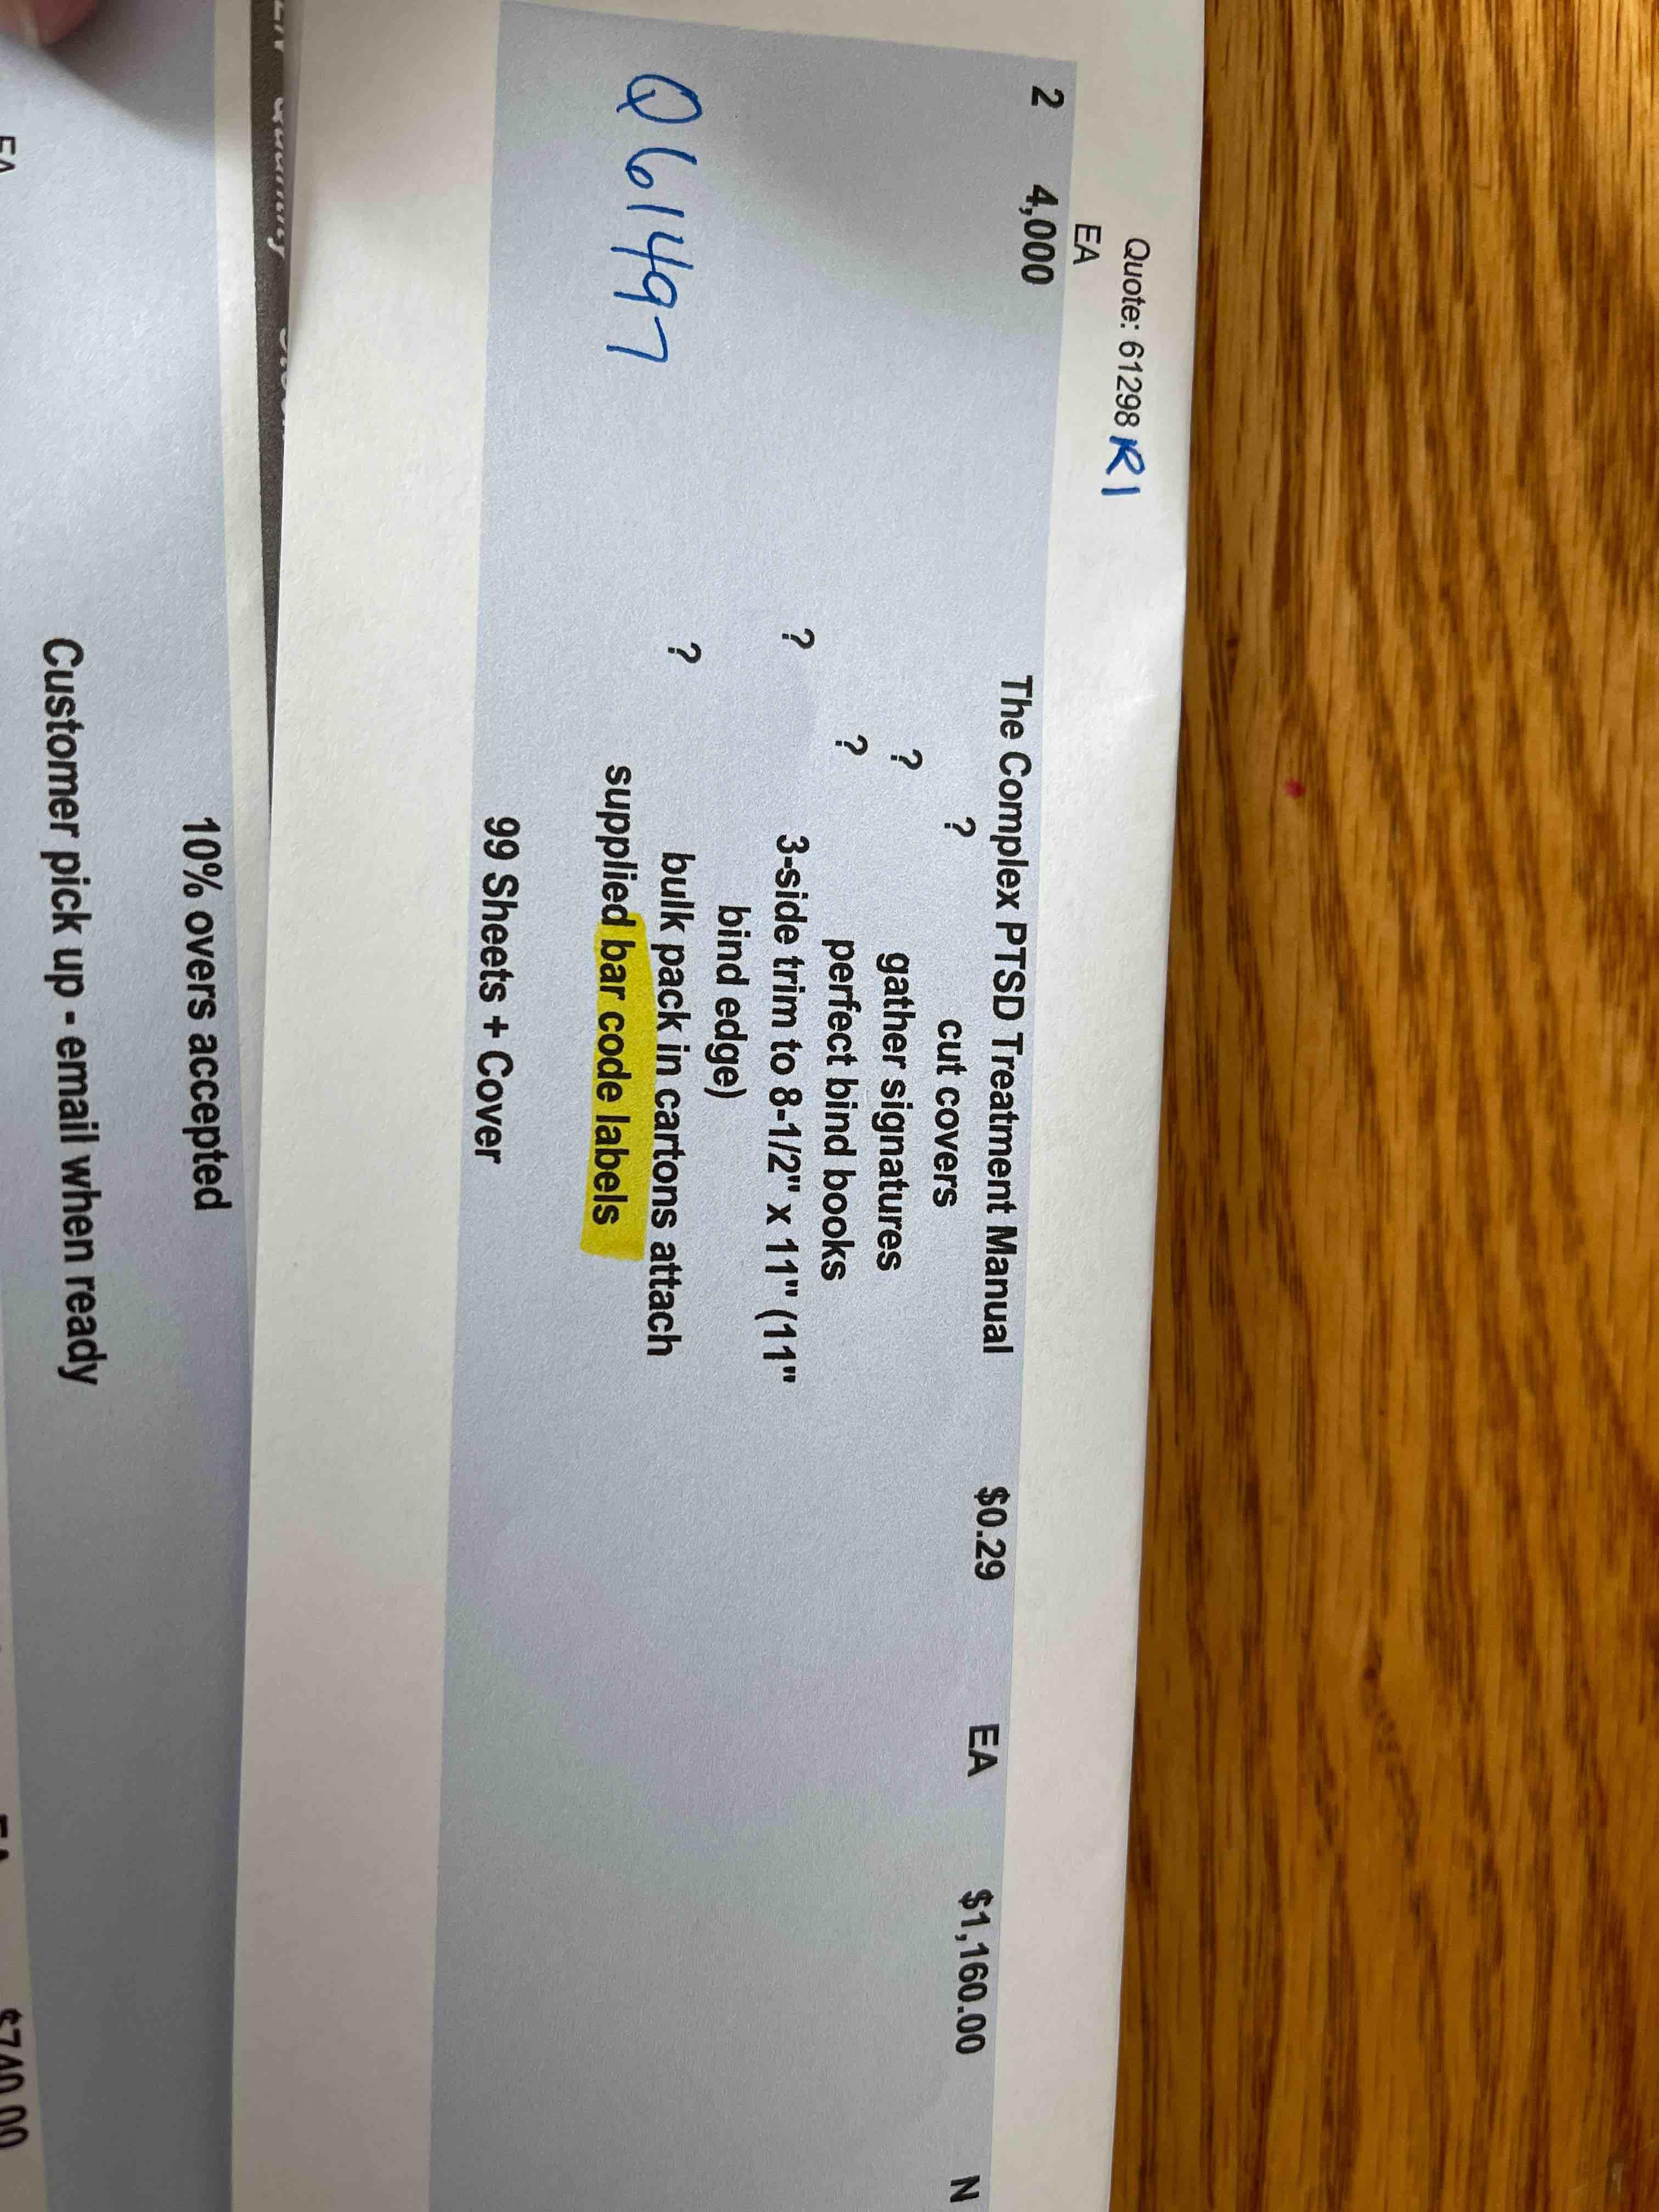 Quote: 61298 R1
EA
2 4,000 The Complex PTSD Treatment Manual $0.29 EA $1,160.00 N
? cut covers
? gather signatures
? perfect bind books
? 3-side trim to 8-1/2" x 11" (11"
bind edge)
? bulk pack in cartons attach
supplied bar code labels
Q61497
99 Sheets + Cover
10% overs accepted
Customer pick up - email when ready
EA $740.00